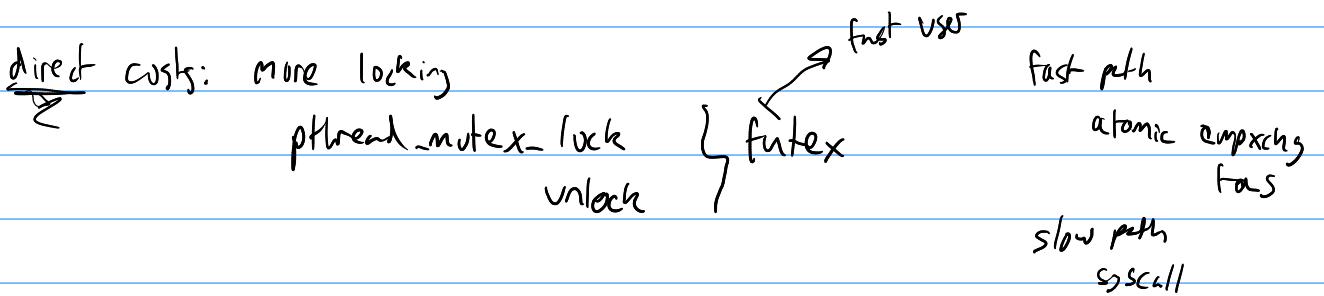 direct costs: more locking
pthread_mutex_lock
unlock
futex
fast user
fast path
atomic cmpxchg
tas
slow path
syscall